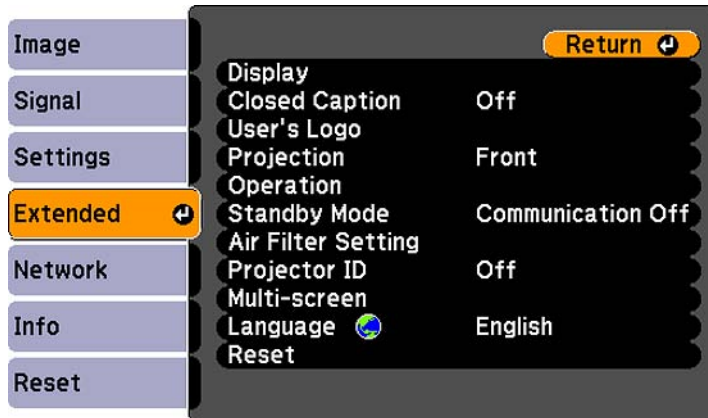 Image
Signal
Settings
Extended
Network
Info
Reset
Return
Display
Closed Caption Off
User's Logo
Projection Front
Operation
Standby Mode Communication Off
Air Filter Setting
Projector ID Off
Multi-screen
Language English
Reset